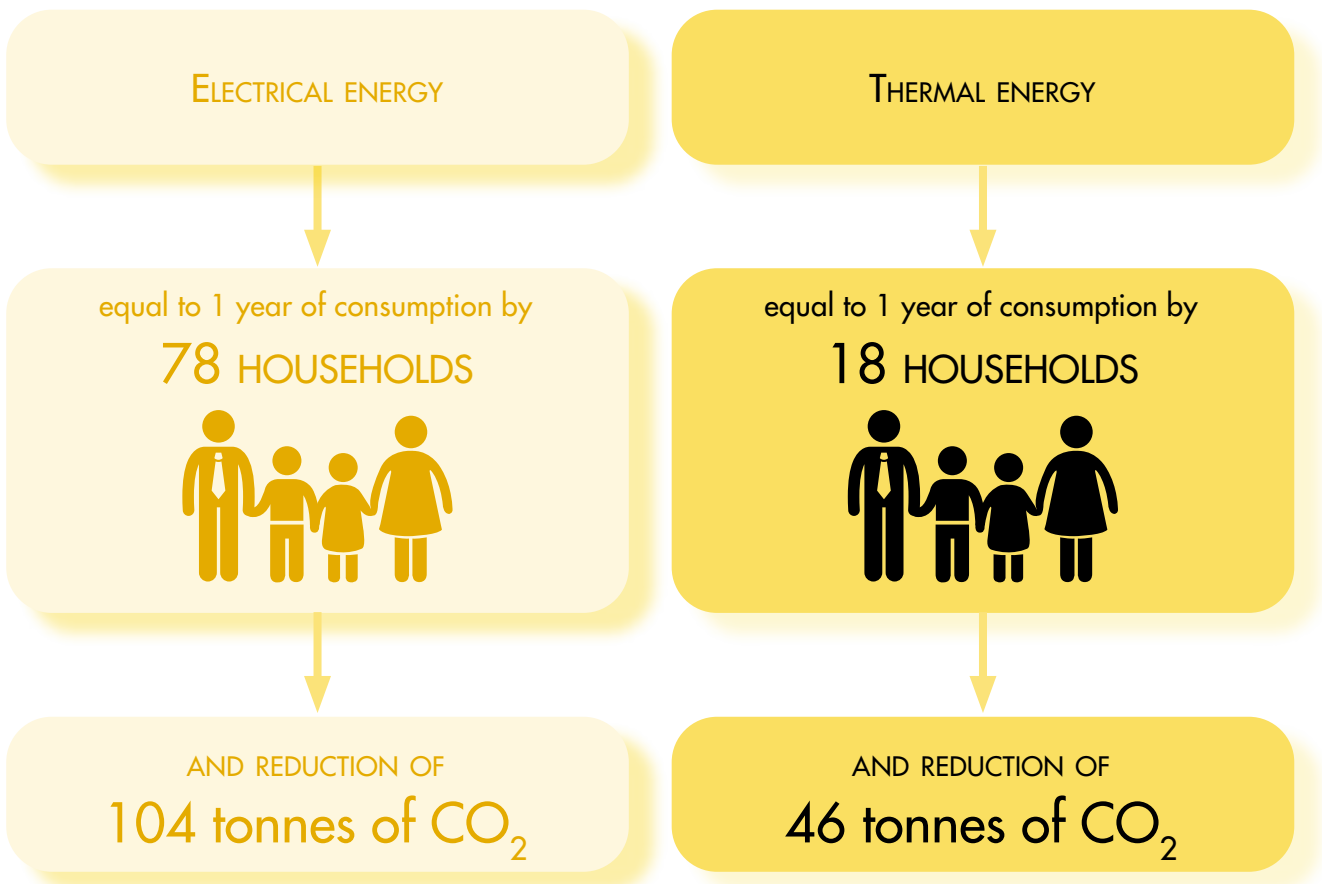 ELECTRICAL ENERGY
equal to 1 year of consumption by
78 HOUSEHOLDS
AND REDUCTION OF
104 tonnes of CO₂
THERMAL ENERGY
equal to 1 year of consumption by
18 HOUSEHOLDS
AND REDUCTION OF
46 tonnes of CO₂